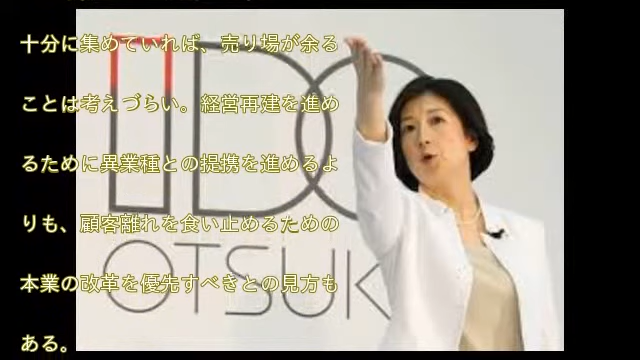 十分に集めていれば、売り場が余る
ことは考えづらい。経営再建を進め
るために異業種との提携を進めるよ
りも、顧客離れを食い止めるための
本業の改革を優先すべきとの見方も
ある。
IDC
OTSUK